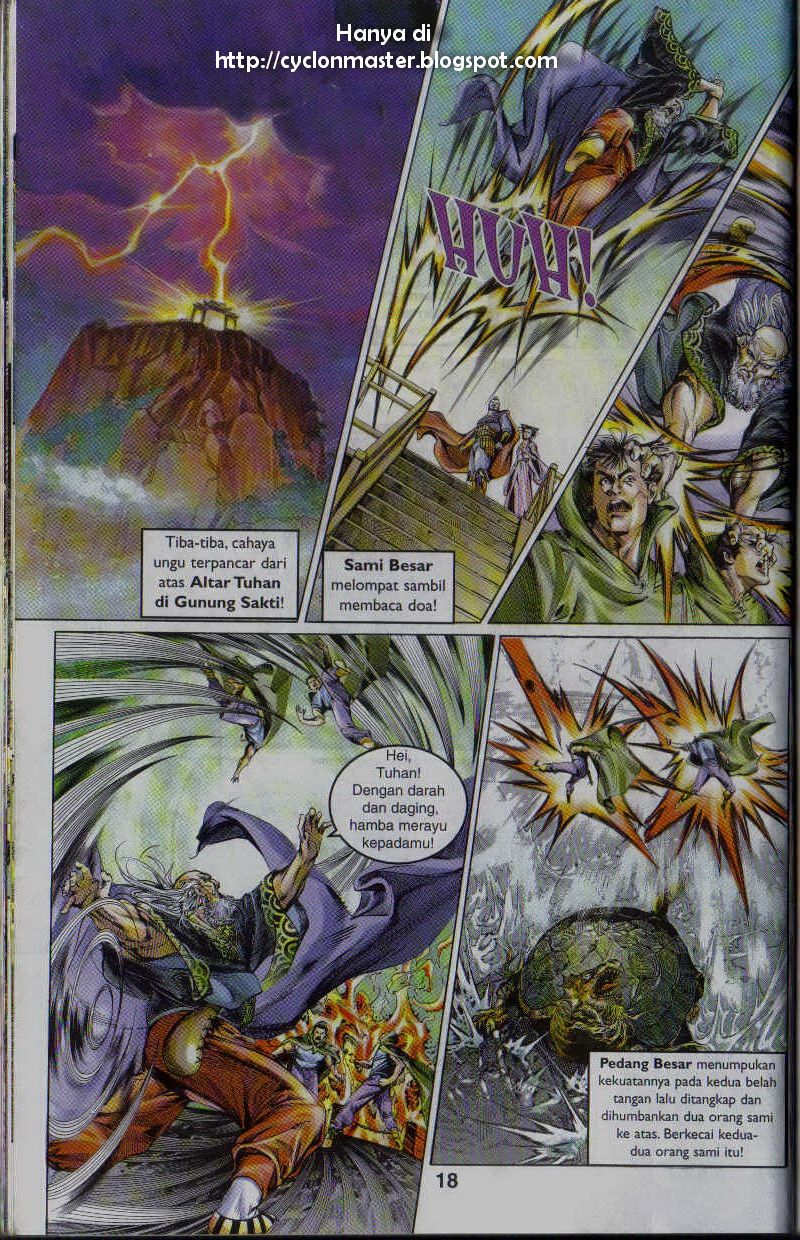 Hanya di
http://cyclonmaster.blogspot.com
HUH!
Tiba-tiba, cahaya
ungu terpancar dari
atas Altar Tuhan
di Gunung Sakti!
Sami Besar
melompat sambil
membaca doa!
Hei,
Tuhan!
Dengan darah
dan daging,
hamba merayu
kepadamu!
Pedang Besar menumpukan
kekuatannya pada kedua belah
tangan lalu ditangkap dan
dihumbankan dua orang sami
ke atas. Berkecai kedua-
dua orang sami itu!
18